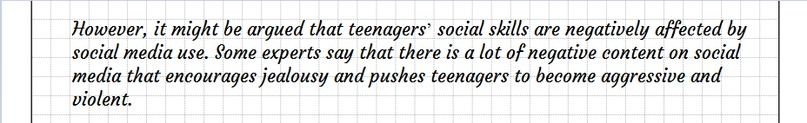 However, it might be argued that teenagers' social skills are negatively affected by
social media use. Some experts say that there is a lot of negative content on social
media that encourages jealousy and pushes teenagers to become aggressive and
violent.